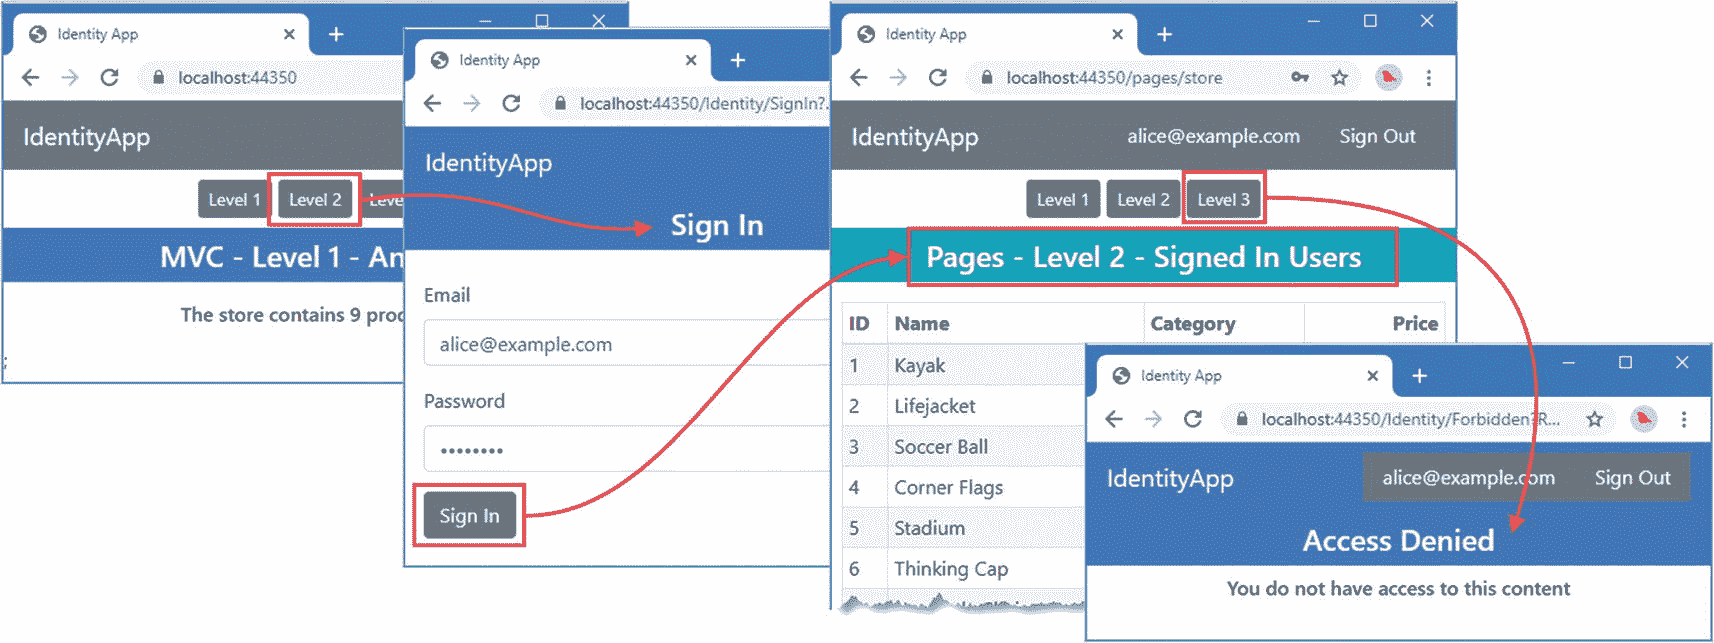 Identity App
localhost:44350
IdentityApp
Level 1 Level 2
MVC - Level 1 -
The store contains 9
Identity App
localhost:44350/Identity/SignIn?.
IdentityApp
Sign In
Email
alice@example.com
Password
••••••••
Sign In
Identity App
localhost:44350/pages/store
IdentityApp alice@example.com Sign Out
Level 1 Level 2 Level 3
Pages - Level 2 - Signed In Users
ID Name Category Price
1 Kayak
2 Lifejacket
3 Soccer Ball
4 Corner Flags
5 Stadium
6 Thinking Cap
Identity App
localhost:44350/Identity/Forbidden?R...
IdentityApp alice@example.com Sign Out
Access Denied
You do not have access to this content